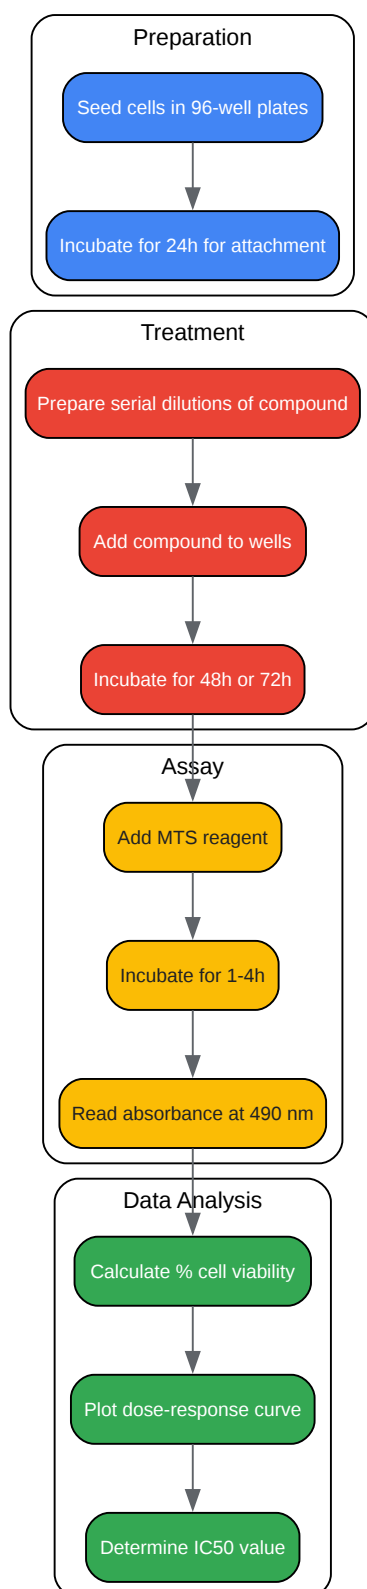 Preparation
Seed cells in 96-well plates
Incubate for 24h for attachment
Treatment
Prepare serial dilutions of compound
Add compound to wells
Incubate for 48h or 72h
Assay
Add MTS reagent
Incubate for 1-4h
Read absorbance at 490 nm
Data Analysis
Calculate % cell viability
Plot dose-response curve
Determine IC50 value